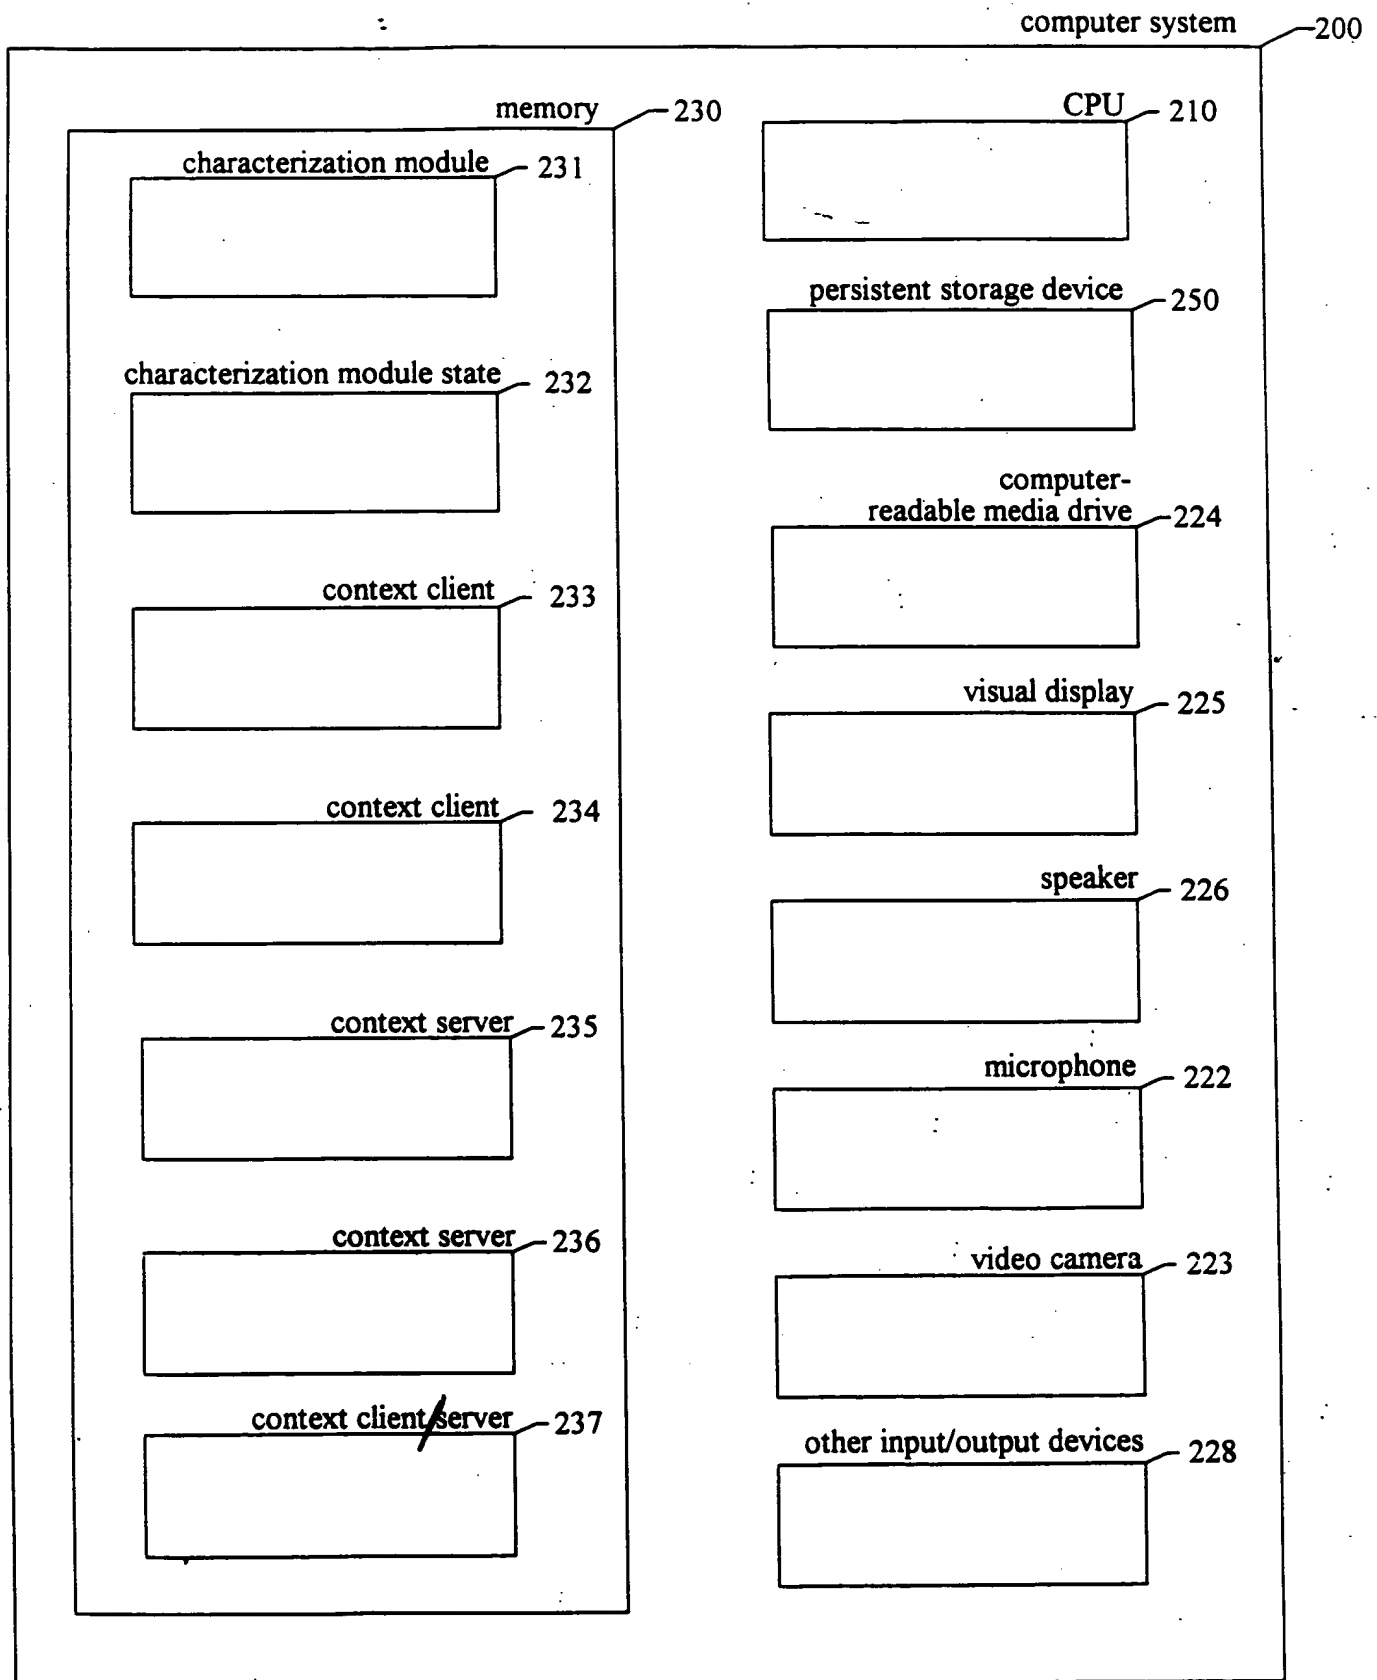 computer system 200
memory 230
characterization module 231
characterization module state 232
context client 233
context client 234
context server 235
context server 236
context client/server 237
CPU 210
persistent storage device 250
computer-
readable media drive 224
visual display 225
speaker 226
microphone 222
video camera 223
other input/output devices 228